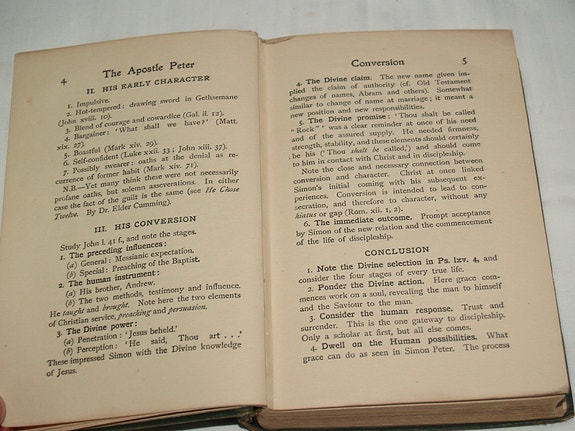 4 The Apostle Peter
II. HIS EARLY CHARACTER
1. Impulsive.
2. Hot-tempered: drawing sword in Gethsemane
(John xviii. 10).
3. Blend of courage and cowardice (Gal. ii. 12).
4. Bargainer: 'What shall we have?' (Matt.
xix. 27).
5. Boastful (Mark xiv. 29).
6. Self-confident (Luke xxii. 33; John xiii. 37).
7. Possibly swearer: oaths at the denial as re-
currence of former habit (Mark xiv. 71).
N.B.—Yet many think these were not necessarily
profane oaths, but solemn asseverations. In either
case the fact of the guilt is the same (see He Chose
Twelve. By Dr. Elder Cumming).
III. HIS CONVERSION
Study John i. 41 f., and note the stages.
1. The preceding influences:
(a) General: Messianic expectation.
(b) Special: Preaching of the Baptist.
2. The human instrument:
(a) His brother, Andrew.
(b) The two methods, testimony and influence.
He taught and brought. Note here the two elements
of Christian service, preaching and persuasion.
3. The Divine power:
(a) Penetration: 'Jesus beheld.'
(b) Perception: 'He said, Thou art . . .'
These impressed Simon with the Divine knowledge
of Jesus.
Conversion 5
4. The Divine claim. The new name given im-
plied the claim of authority (cf. Old Testament
changes of names, Abram and others). Somewhat
similar to change of name at marriage; it meant a
new position and new responsibilities.
5. The Divine promise: 'Thou shalt be called
"Rock"' was a clear reminder at once of his need
and of the assured supply. He needed firmness,
strength, stability, and these elements should certainly
be his ('Thou shalt be called'), and should come
to him in contact with Christ and in discipleship.
Note the close and necessary connection between
conversion and character. Christ at once linked
Simon's initial coming with his subsequent ex-
periences. Conversion is intended to lead to con-
secration, and therefore to character, without any
hiatus or gap (Rom. xii. 1, 2).
6. The immediate outcome. Prompt acceptance
by Simon of the new relation and the commencement
of the life of discipleship.
CONCLUSION
1. Note the Divine selection in Ps. lxv. 4, and
consider the four stages of every true life.
2. Ponder the Divine action. Here grace com-
mences work on a soul, revealing the man to himself
and the Saviour to the man.
3. Consider the human response. Trust and
surrender. This is the one gateway to discipleship.
Only a scholar at first, but all else comes.
4. Dwell on the Human possibilities. What
grace can do as seen in Simon Peter. The process